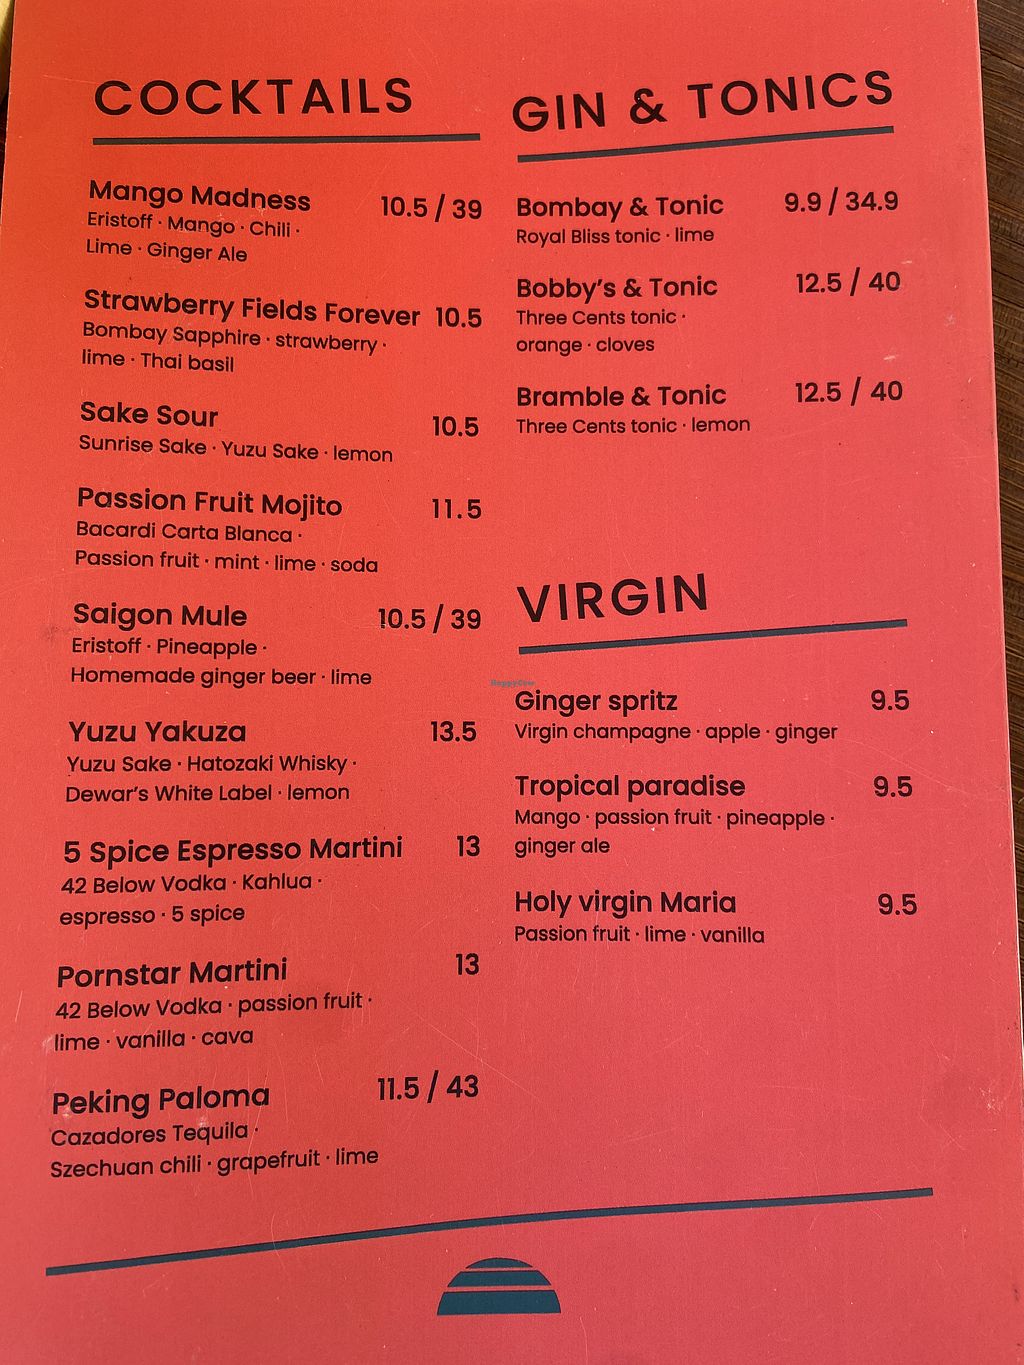 COCKTAILS
Mango Madness 10.5 / 39
Eristoff · Mango · Chili ·
Lime · Ginger Ale
Strawberry Fields Forever 10.5
Bombay Sapphire · strawberry ·
lime · Thai basil
Sake Sour 10.5
Sunrise Sake · Yuzu Sake · lemon
Passion Fruit Mojito 11.5
Bacardi Carta Blanca ·
Passion fruit · mint · lime · soda
Saigon Mule 10.5 / 39
Eristoff · Pineapple ·
Homemade ginger beer · lime
Yuzu Yakuza 13.5
Yuzu Sake · Hatozaki Whisky ·
Dewar's White Label · lemon
5 Spice Espresso Martini 13
42 Below Vodka · Kahlua ·
espresso · 5 spice
Pornstar Martini 13
42 Below Vodka · passion fruit ·
lime · vanilla · cava
Peking Paloma 11.5 / 43
Cazadores Tequila ·
Szechuan chili · grapefruit · lime
GIN & TONICS
Bombay & Tonic 9.9 / 34.9
Royal Bliss tonic · lime
Bobby's & Tonic 12.5 / 40
Three Cents tonic ·
orange · cloves
Bramble & Tonic 12.5 / 40
Three Cents tonic · lemon
VIRGIN
HappyCow
Ginger spritz 9.5
Virgin champagne · apple · ginger
Tropical paradise 9.5
Mango · passion fruit · pineapple ·
ginger ale
Holy virgin Maria 9.5
Passion fruit · lime · vanilla